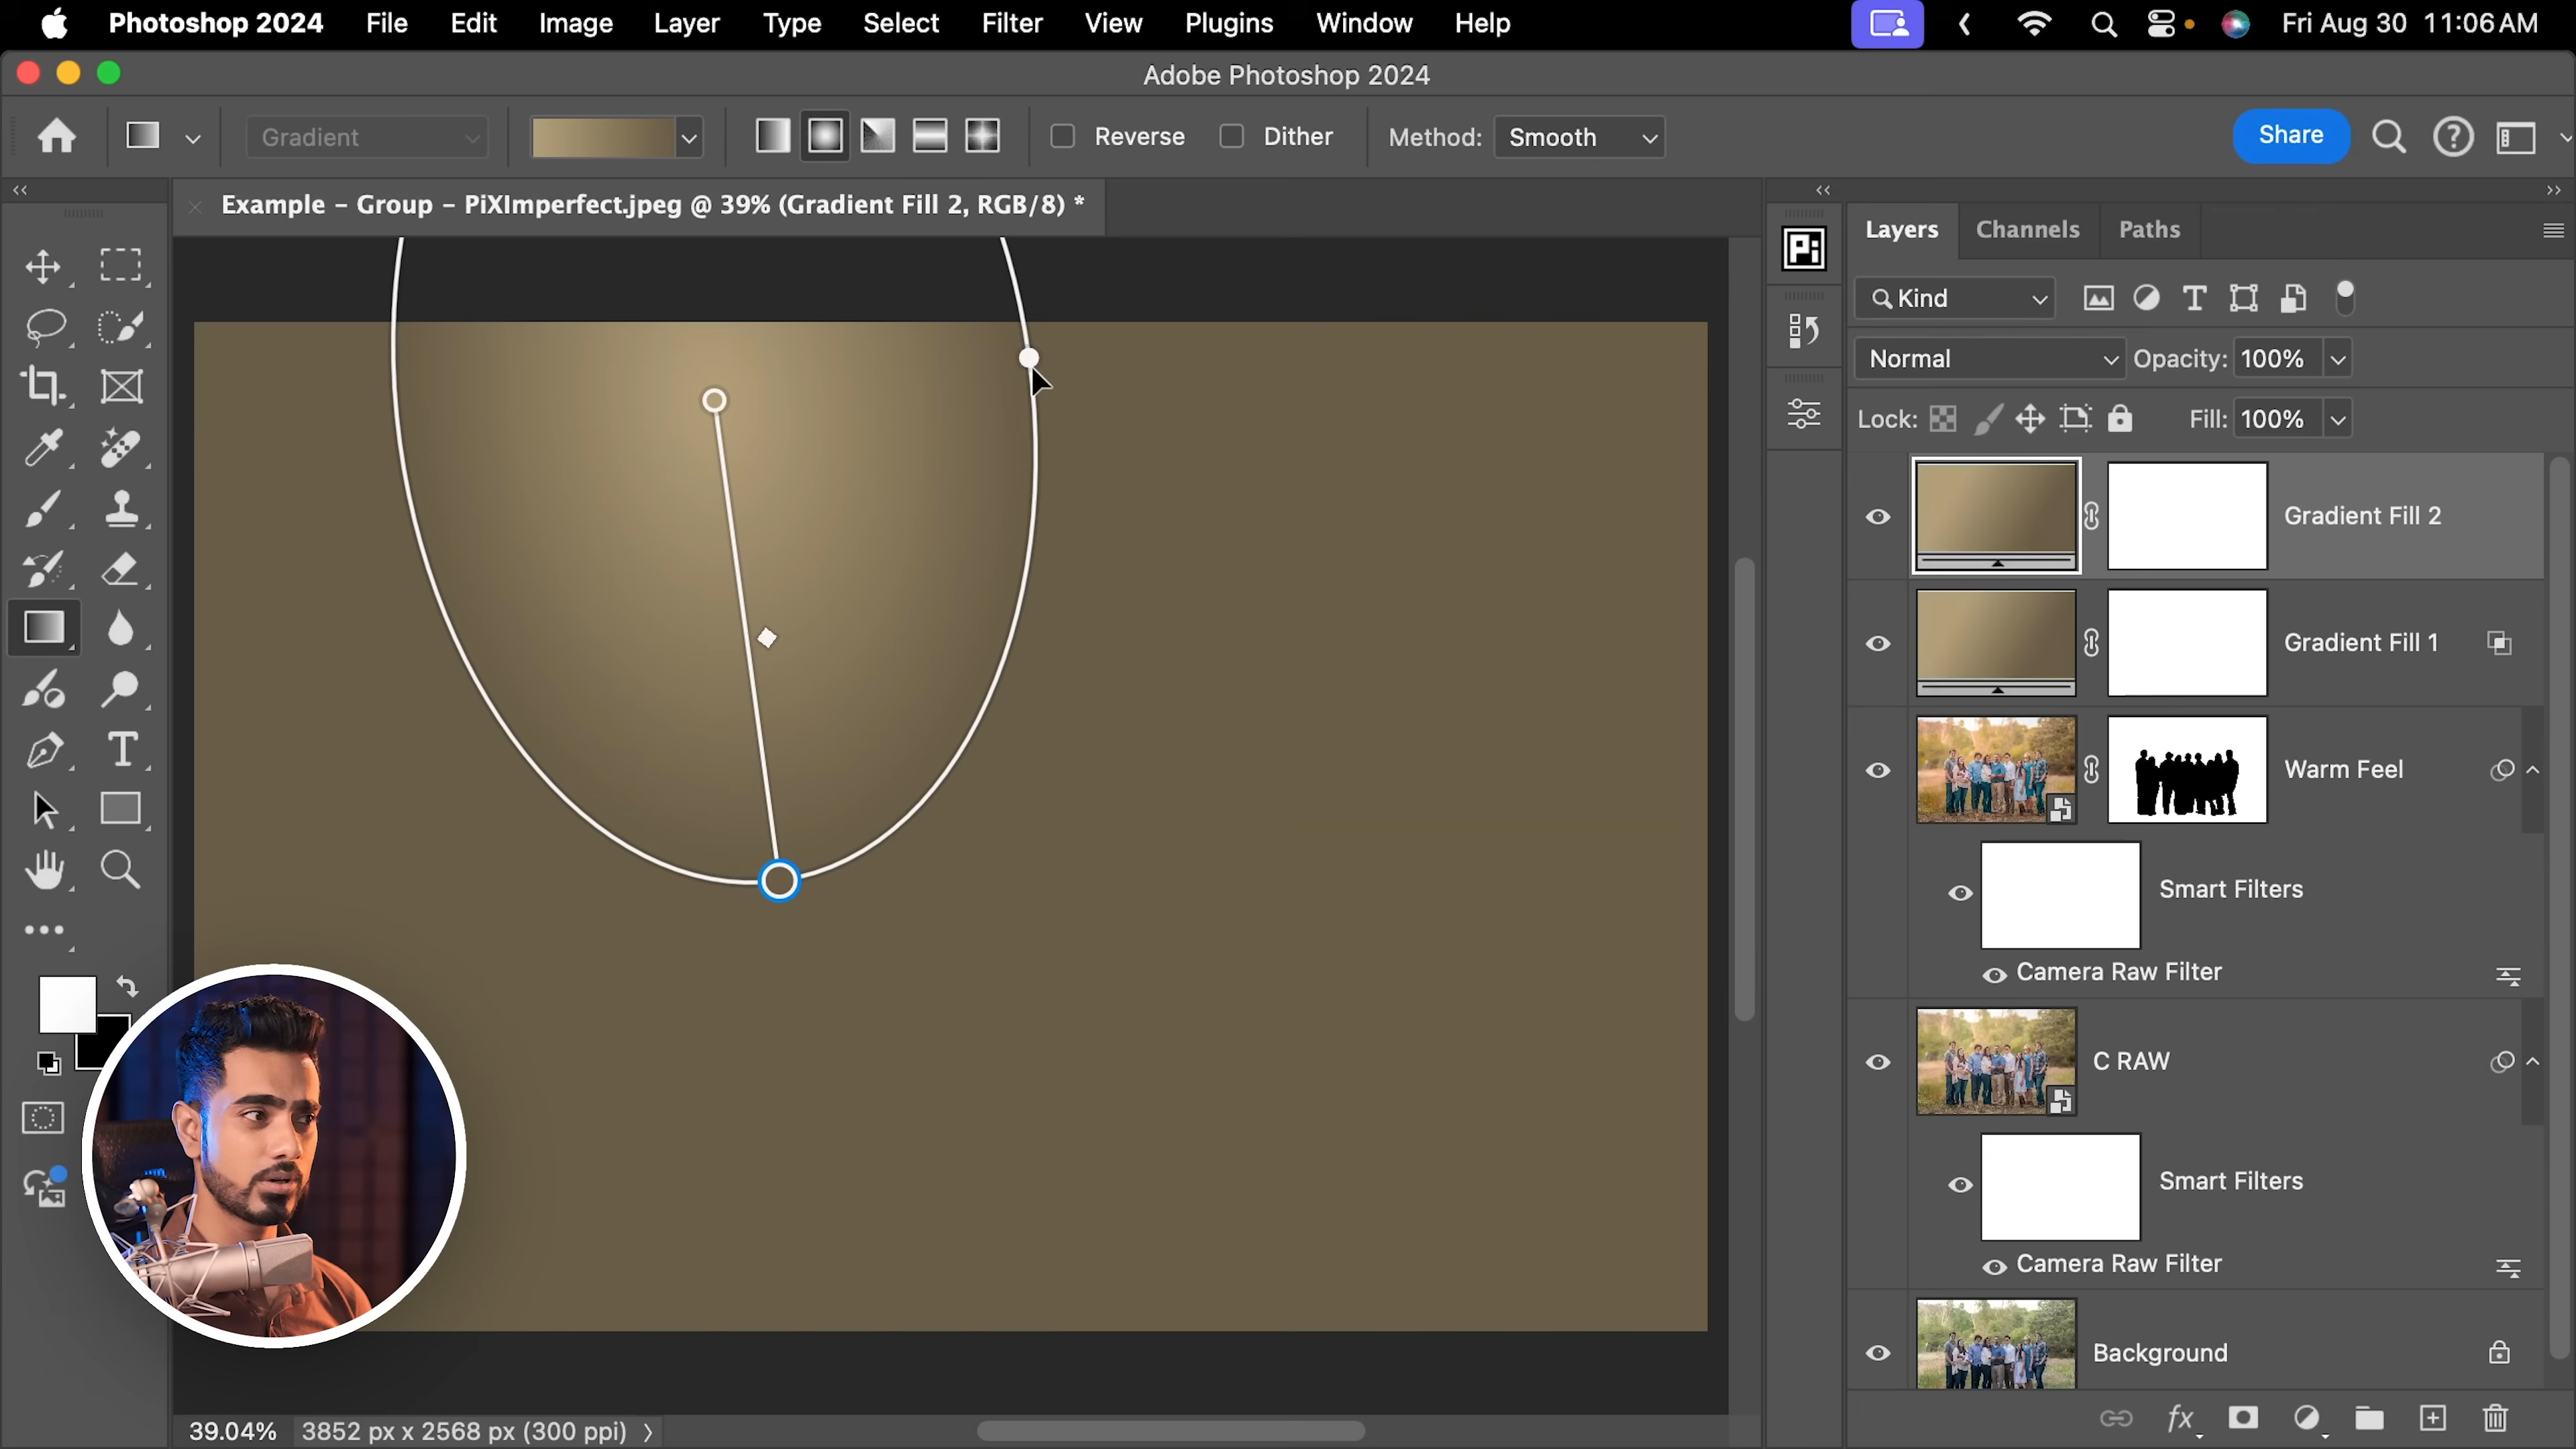 Photoshop 2024 File Edit Image Layer Type Select Filter View Plugins Window Help Fri Aug 30 11:06 AM
Adobe Photoshop 2024
Gradient Reverse Dither Method: Smooth Share
Example – Group – PiXImperfect.jpeg @ 39% (Gradient Fill 2, RGB/8) *
Layers Channels Paths
Pi
Kind
Normal Opacity: 100%
Lock: Fill: 100%
Gradient Fill 2
Gradient Fill 1
Warm Feel
Smart Filters
Camera Raw Filter
C RAW
Smart Filters
Camera Raw Filter
Background
39.04% 3852 px x 2568 px (300 ppi)
fx